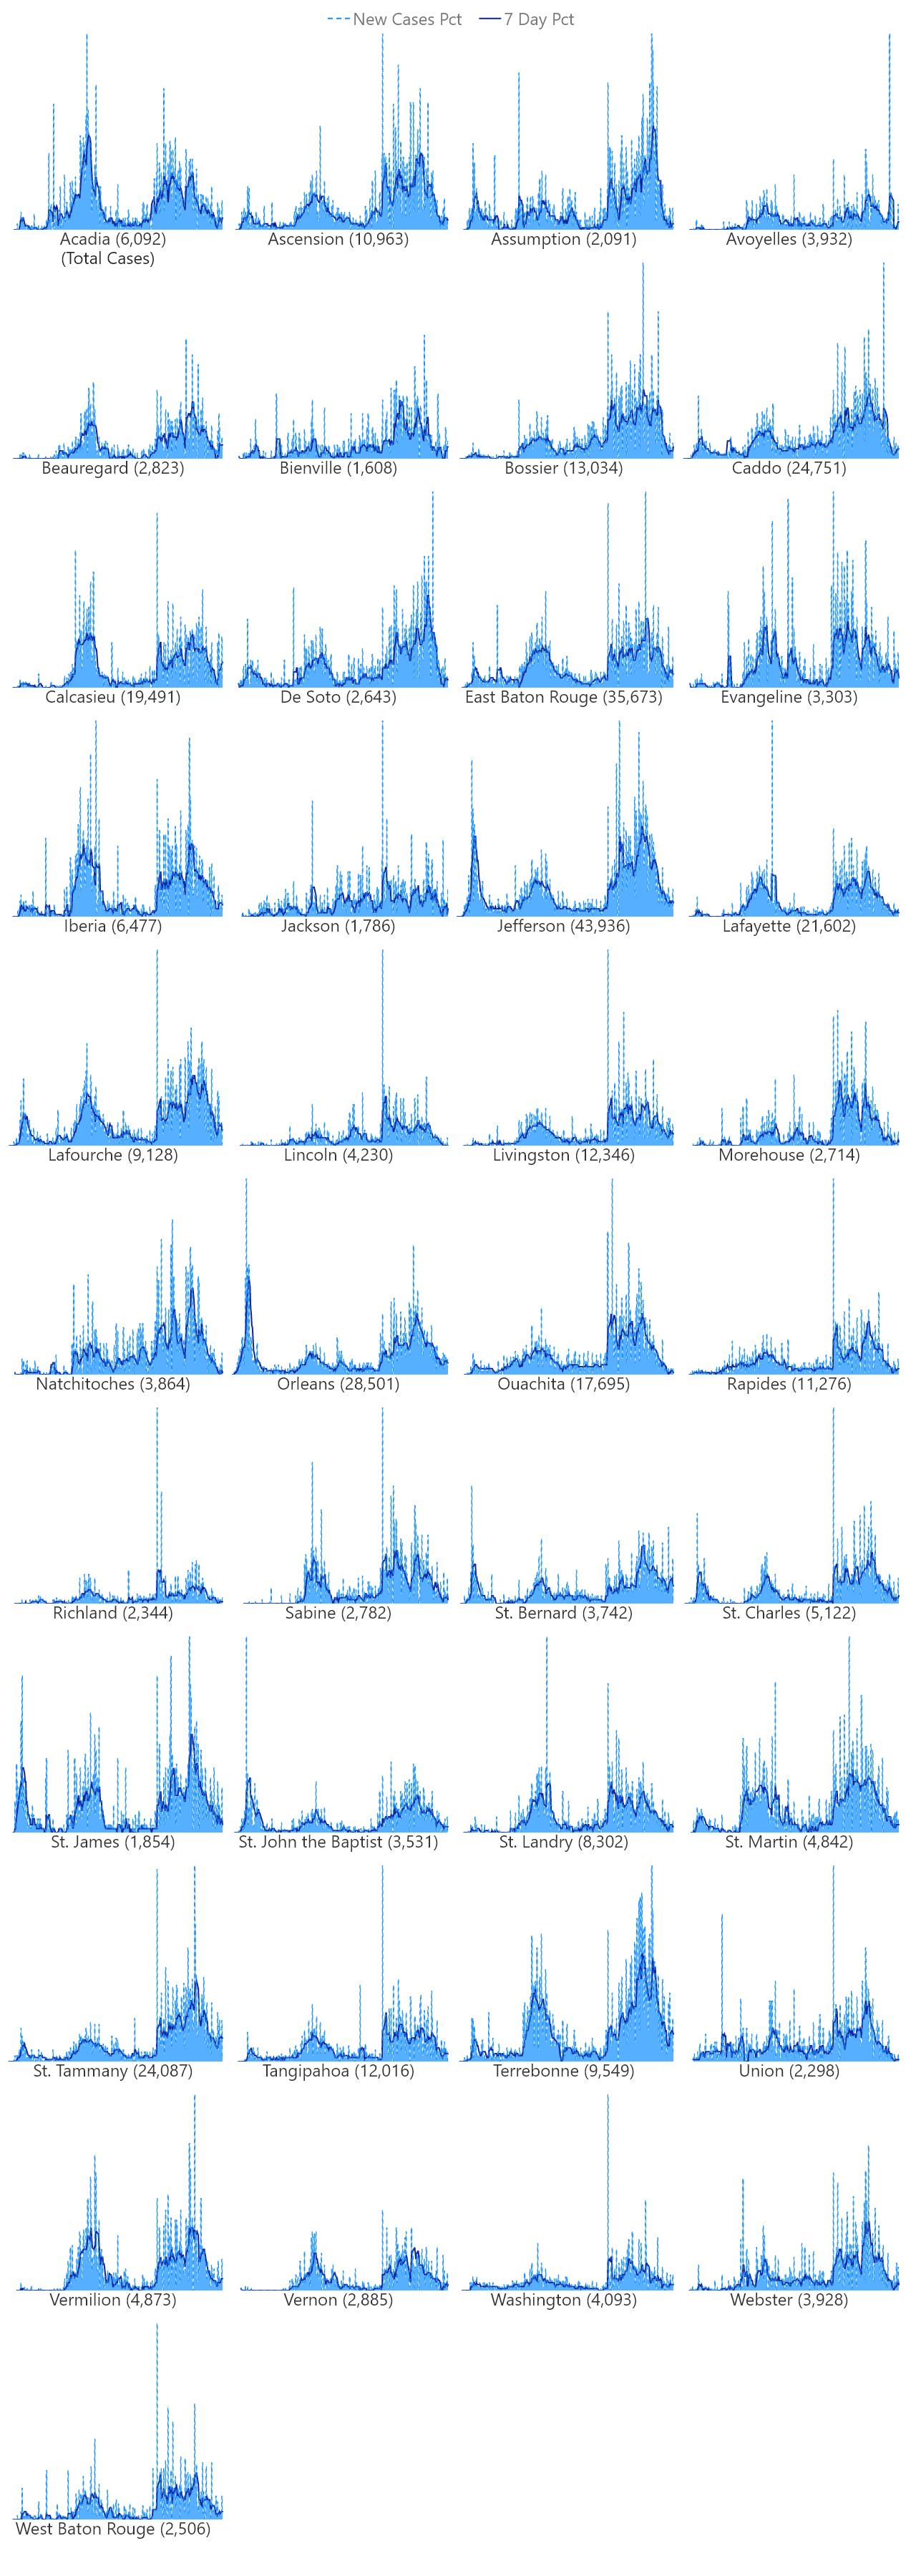 New Cases Pct 7 Day Pct
Acadia (6,092) Ascension (10,963) Assumption (2,091) Avoyelles (3,932)
(Total Cases)
Beauregard (2,823) Bienville (1,608) Bossier (13,034) Caddo (24,751)
Calcasieu (19,491) De Soto (2,643) East Baton Rouge (35,673) Evangeline (3,303)
Iberia (6,477) Jackson (1,786) Jefferson (43,936) Lafayette (21,602)
Lafourche (9,128) Lincoln (4,230) Livingston (12,346) Morehouse (2,714)
Natchitoches (3,864) Orleans (28,501) Ouachita (17,695) Rapides (11,276)
Richland (2,344) Sabine (2,782) St. Bernard (3,742) St. Charles (5,122)
St. James (1,854) St. John the Baptist (3,531) St. Landry (8,302) St. Martin (4,842)
St. Tammany (24,087) Tangipahoa (12,016) Terrebonne (9,549) Union (2,298)
Vermilion (4,873) Vernon (2,885) Washington (4,093) Webster (3,928)
West Baton Rouge (2,506)